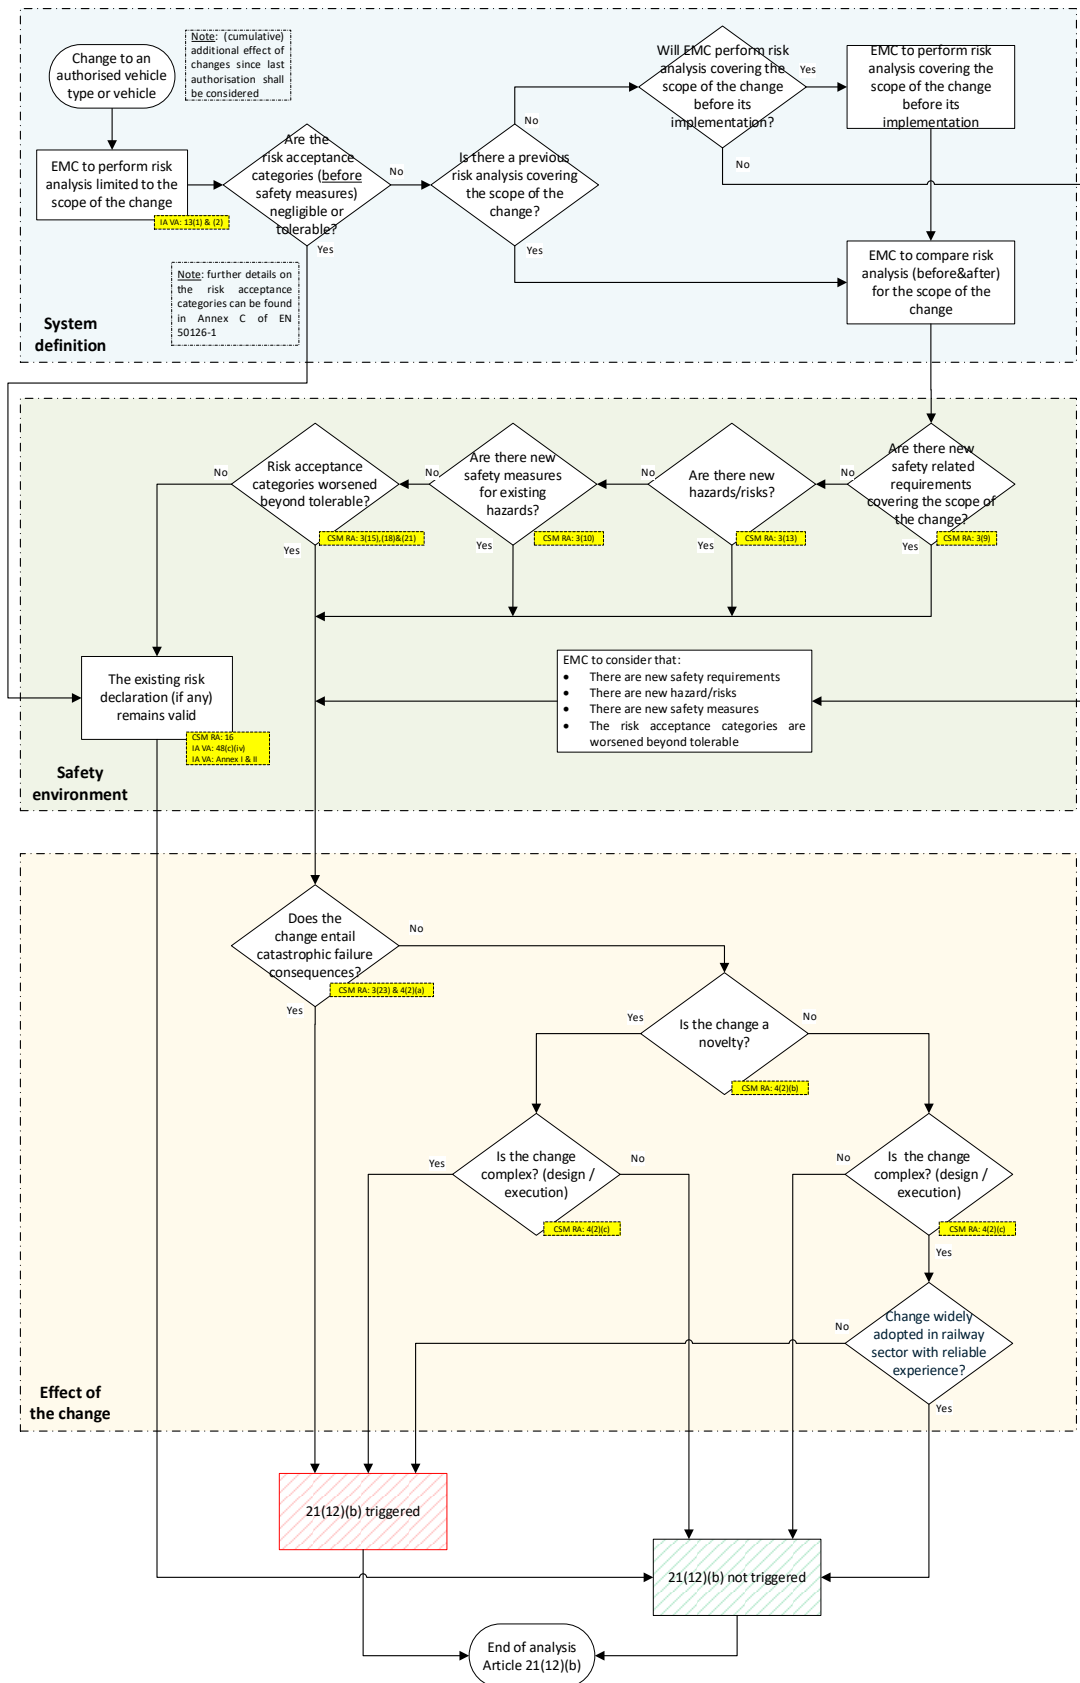 Change to an
authorised vehicle
type or vehicle
Note: (cumulative)
additional effect of
changes since last
authorisation shall
be considered
Will EMC perform risk
analysis covering the
scope of the change
before its
implementation?
Yes
No
EMC to perform risk
analysis covering the
scope of the change
before its
implementation
EMC to perform risk
analysis limited to the
scope of the change
IA VA: 13(1) & (2)
Are the
risk acceptance
categories (before
safety measures)
negligible or
tolerable?
No
Yes
Is there a previous
risk analysis covering
the scope of the
change?
No
Yes
EMC to compare risk
analysis (before&after)
for the scope of the
change
Note: further details on
the risk acceptance
categories can be found
in Annex C of EN
50126-1
System
definition
Risk acceptance
categories worsened
beyond tolerable?
No
Yes
CSM RA: 3(15),(18)&(21)
Are there new
safety measures
for existing
hazards?
No
Yes
CSM RA: 3(10)
Are there new
hazards/risks?
No
Yes
CSM RA: 3(13)
Are there new
safety related
requirements
covering the scope of
the change?
No
Yes
CSM RA: 3(9)
The existing risk
declaration (if any)
remains valid
CSM RA: 16
IA VA: 48(c)(iv)
IA VA: Annex I & II
EMC to consider that:
• There are new safety requirements
• There are new hazard/risks
• There are new safety measures
• The risk acceptance categories are
worsened beyond tolerable
Safety
environment
Does the
change entail
catastrophic failure
consequences?
No
Yes
CSM RA: 3(23) & 4(2)(a)
Is the change a
novelty?
Yes
No
CSM RA: 4(2)(b)
Is the change
complex? (design /
execution)
Yes
No
CSM RA: 4(2)(c)
Is the change
complex? (design /
execution)
No
Yes
CSM RA: 4(2)(c)
Change widely
adopted in railway
sector with reliable
experience?
No
Yes
Effect of
the change
21(12)(b) triggered
21(12)(b) not triggered
End of analysis
Article 21(12)(b)